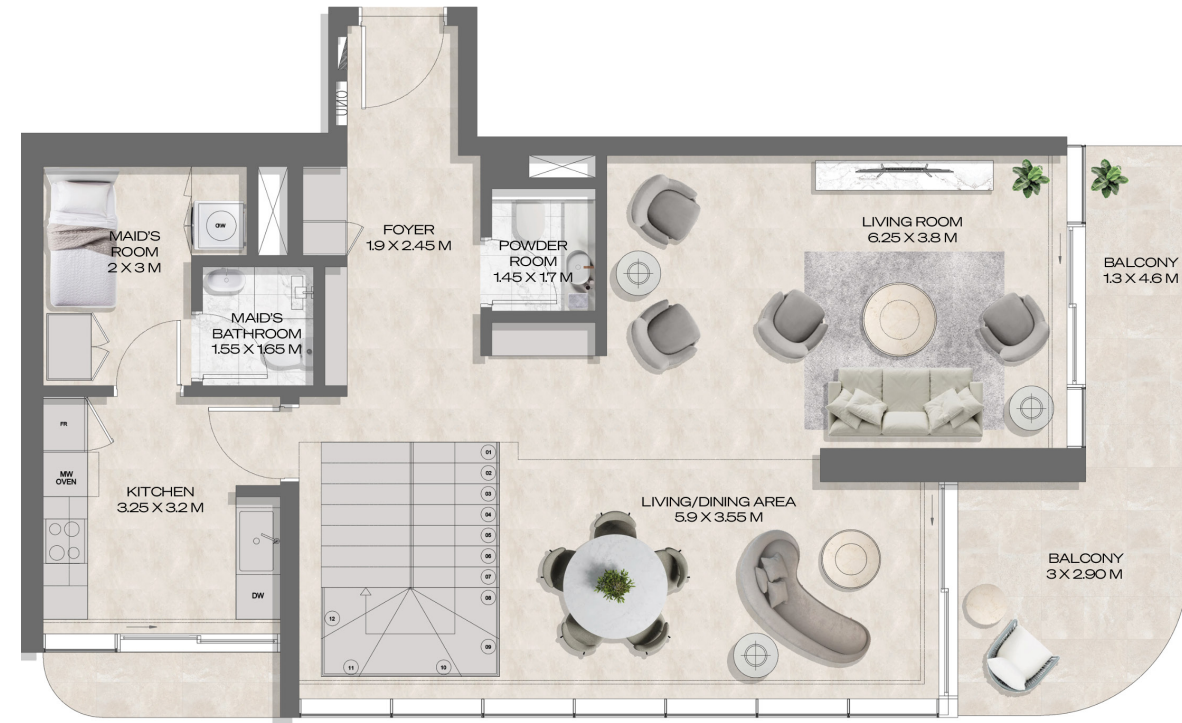 ONU
FOYER
1.9 X 2.45 M
MAID'S
ROOM
2 X 3 M
WD
MAID'S
BATHROOM
1.55 X 1.65 M
POWDER
ROOM
1.45 X 1.7 M
LIVING ROOM
6.25 X 3.8 M
BALCONY
1.3 X 4.6 M
FR
MW
OVEN
KITCHEN
3.25 X 3.2 M
DW
01
02
03
04
05
06
07
08
09
10
11
12
LIVING/DINING AREA
5.9 X 3.55 M
BALCONY
3 X 2.90 M